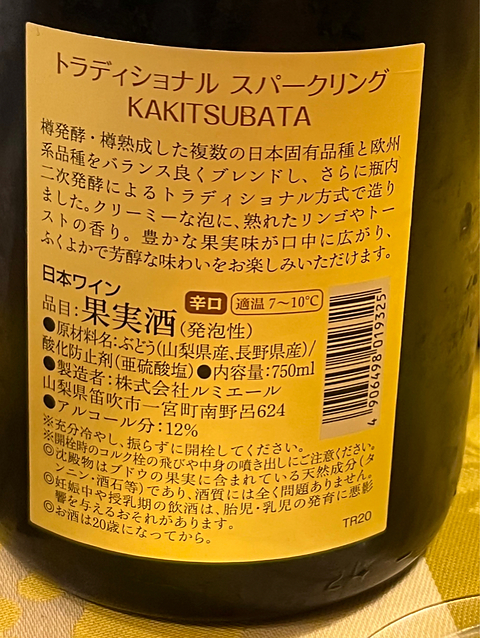 トラディショナル スパークリング
KAKITSUBATA
樽発酵・樽熟成した複数の日本固有品種と欧州
系品種をバランス良くブレンドし、さらに瓶内
二次発酵によるトラディショナル方式で造り
ました。クリーミーな泡に、熟れたリンゴやトー
ストの香り。豊かな果実味が口中に広がり、
ふくよかで芳醇な味わいをお楽しみいただけます。
日本ワイン
辛口 適温 7〜10℃
品目:果実酒(発泡性)
●原材料名:ぶどう(山梨県産、長野県産)/
酸化防止剤(亜硫酸塩)●内容量:750ml
●製造者:株式会社ルミエール
山梨県笛吹市一宮町南野呂624
●アルコール分:12%
※充分冷やし、振らずに開栓してください。
※開栓時のコルク栓の飛びや中身の噴き出しにご注意ください。
◎沈殿物はブドウの果実に含まれている天然成分(タ
ンニン・酒石等)であり、酒質には全く問題ありません。
◎妊娠中や授乳期の飲酒は、胎児・乳児の発育に悪影
響を与えるおそれがあります。
◎お酒は20歳になってから。
TR20
4 906498 019325